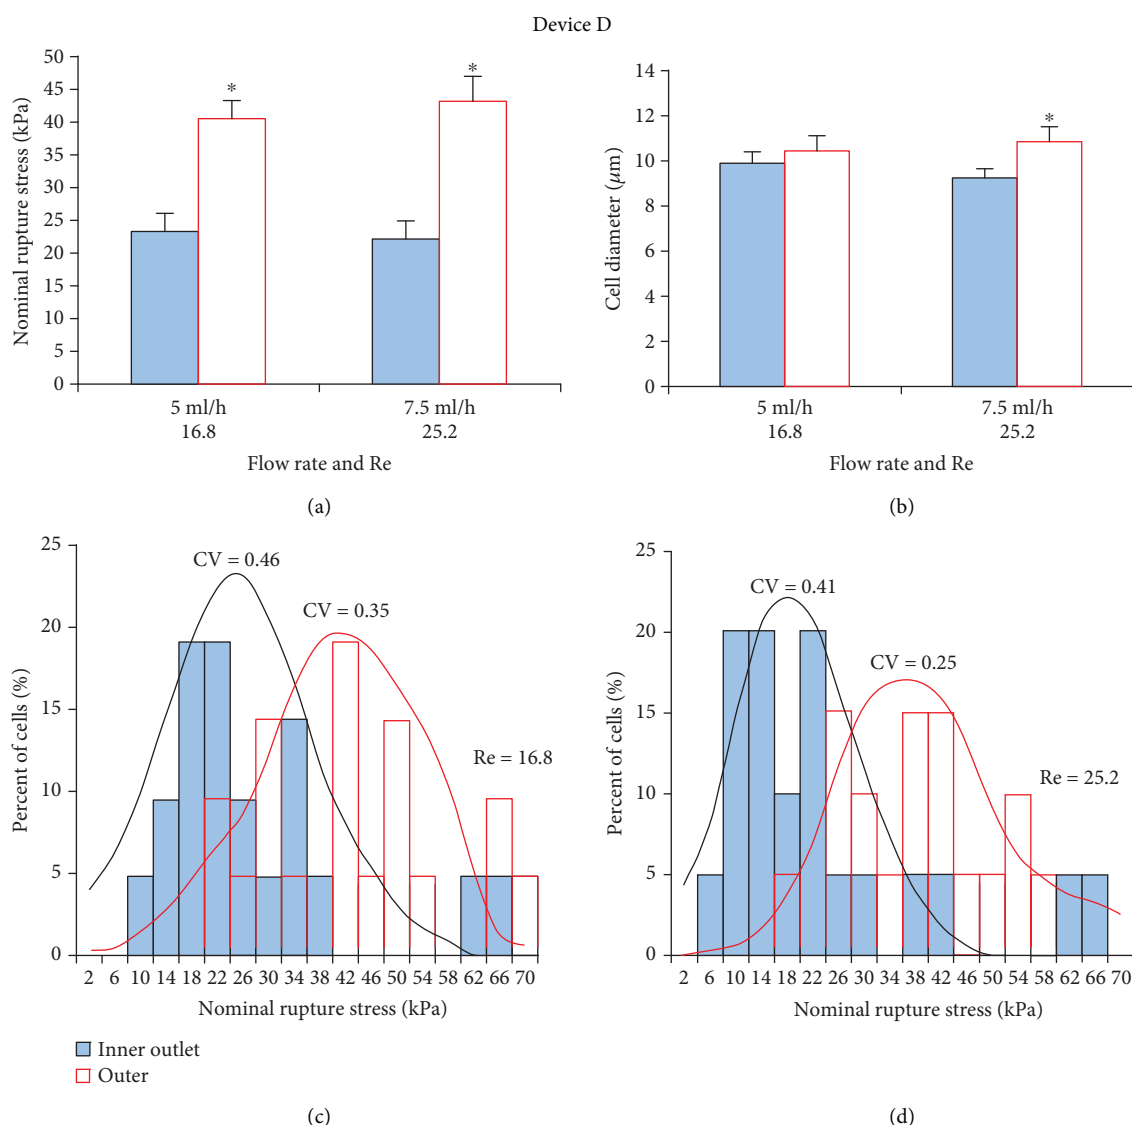 Device D
Nominal rupture stress (kPa)
50
45
40
35
30
25
20
15
10
5
0
*
*
5 ml/h
7.5 ml/h
16.8
25.2
Flow rate and Re
(a)
Cell diameter (μm)
14
12
10
8
6
4
2
0
*
5 ml/h
7.5 ml/h
16.8
25.2
Flow rate and Re
(b)
Percent of cells (%)
25
20
15
10
5
0
CV = 0.46
CV = 0.35
Re = 16.8
2 6 10 14 18 22 26 30 34 38 42 46 50 54 58 62 66 70
Nominal rupture stress (kPa)
Inner outlet
Outer
(c)
Percent of cells (%)
25
20
15
10
5
0
CV = 0.41
CV = 0.25
Re = 25.2
2 6 10 14 18 22 26 30 34 38 42 46 50 54 58 62 66 70
Nominal rupture stress (kPa)
(d)